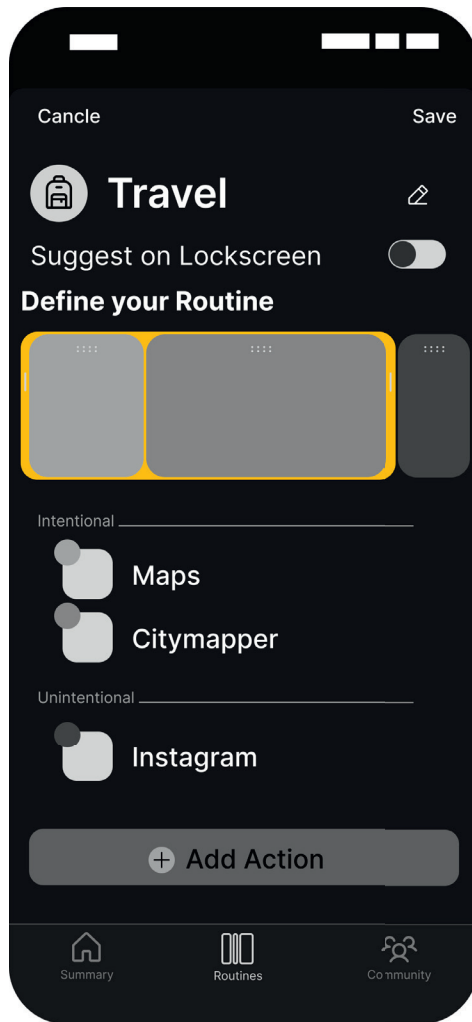 Cancle
Save
Travel
Suggest on Lockscreen
Define your Routine
Intentional
Maps
Citymapper
Unintentional
Instagram
Add Action
Summary
Routines
Community